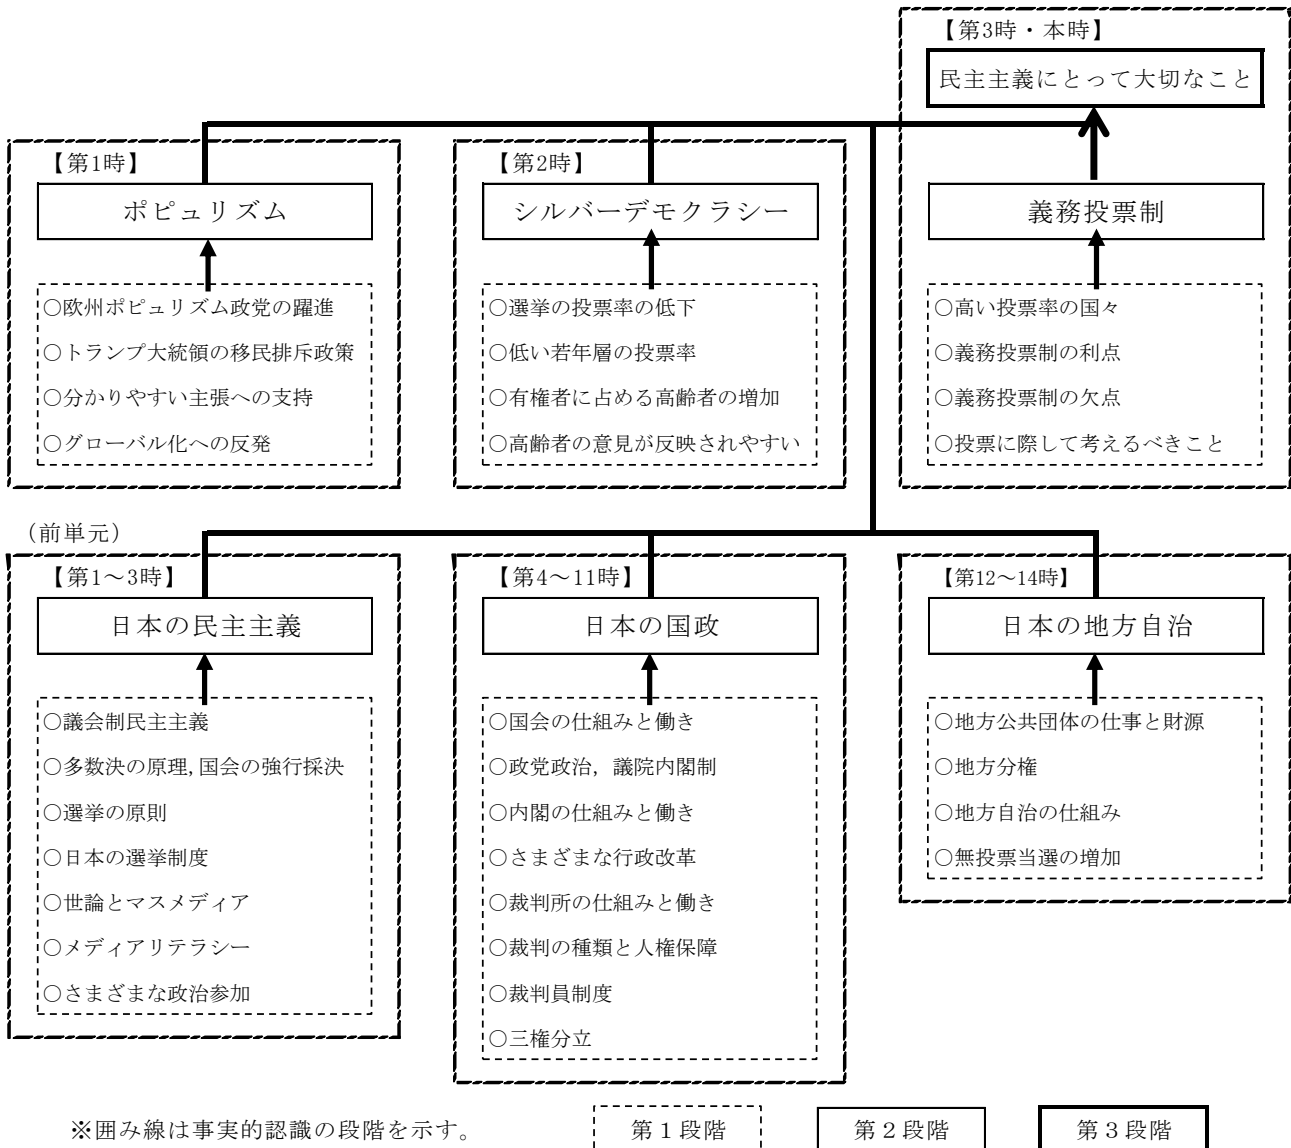 【第3時・本時】
民主主義にとって大切なこと
【第1時】
ポピュリズム
○欧州ポピュリズム政党の躍進
○トランプ大統領の移民排斥政策
○分かりやすい主張への支持
○グローバル化への反発
【第2時】
シルバーデモクラシー
○選挙の投票率の低下
○低い若年層の投票率
○有権者に占める高齢者の増加
○高齢者の意見が反映されやすい
義務投票制
○高い投票率の国々
○義務投票制の利点
○義務投票制の欠点
○投票に際して考えるべきこと
（前単元）
【第1～3時】
日本の民主主義
○議会制民主主義
○多数決の原理,国会の強行採決
○選挙の原則
○日本の選挙制度
○世論とマスメディア
○メディアリテラシー
○さまざまな政治参加
【第4～11時】
日本の国政
○国会の仕組みと働き
○政党政治，議院内閣制
○内閣の仕組みと働き
○さまざまな行政改革
○裁判所の仕組みと働き
○裁判の種類と人権保障
○裁判員制度
○三権分立
【第12～14時】
日本の地方自治
○地方公共団体の仕事と財源
○地方分権
○地方自治の仕組み
○無投票当選の増加
※囲み線は事実的認識の段階を示す。
第１段階
第２段階
第３段階